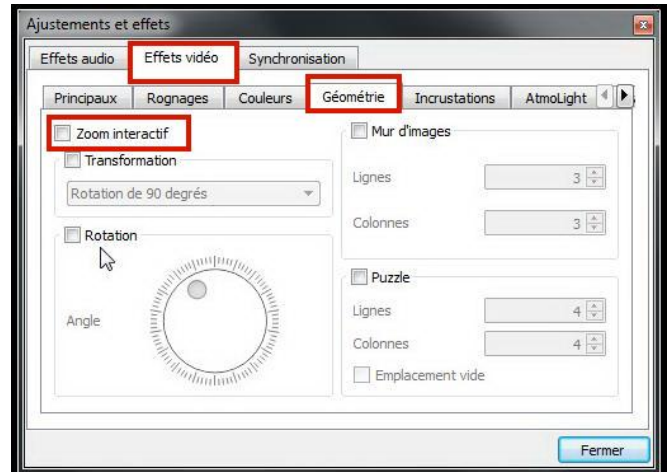 Ajustements et effets
Effets audio
Effets vidéo
Synchronisation
Principaux
Rognages
Couleurs
Géométrie
Incrustations
AtmoLight
Zoom interactif
Transformation
Rotation de 90 degrés
Rotation
Angle
Mur d'images
Lignes
3
Colonnes
3
Puzzle
Lignes
4
Colonnes
4
Emplacement vide
Fermer